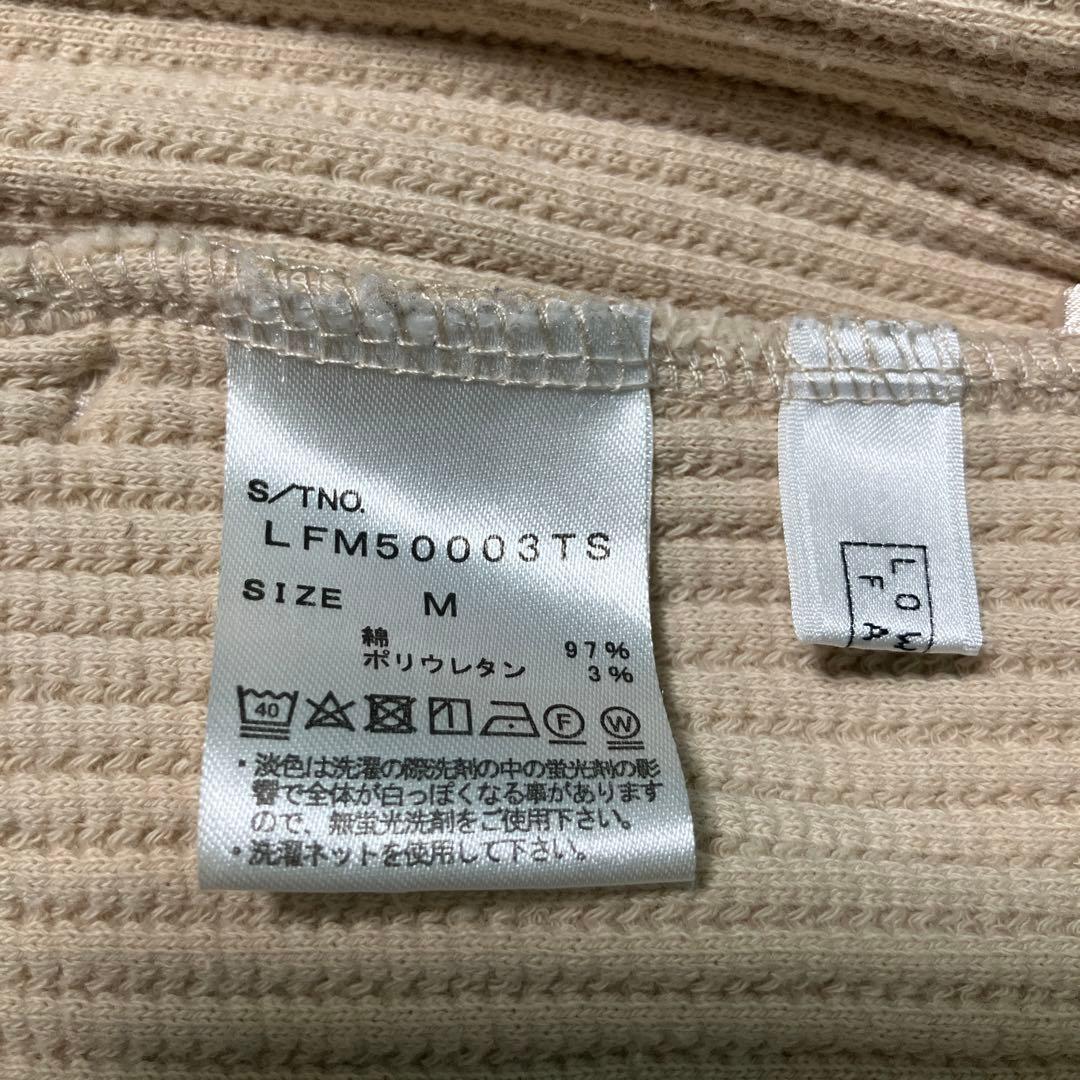 S/TNO.
LFM50003TS
SIZE M
綿 97%
ポリウレタン 3%
40 F W
・淡色は洗濯の際洗剤の中の蛍光剤の影
響で全体が白っぽくなる事があります
ので、無蛍光洗剤をご使用下さい。
・洗濯ネットを使用して下さい。
LOW
FA